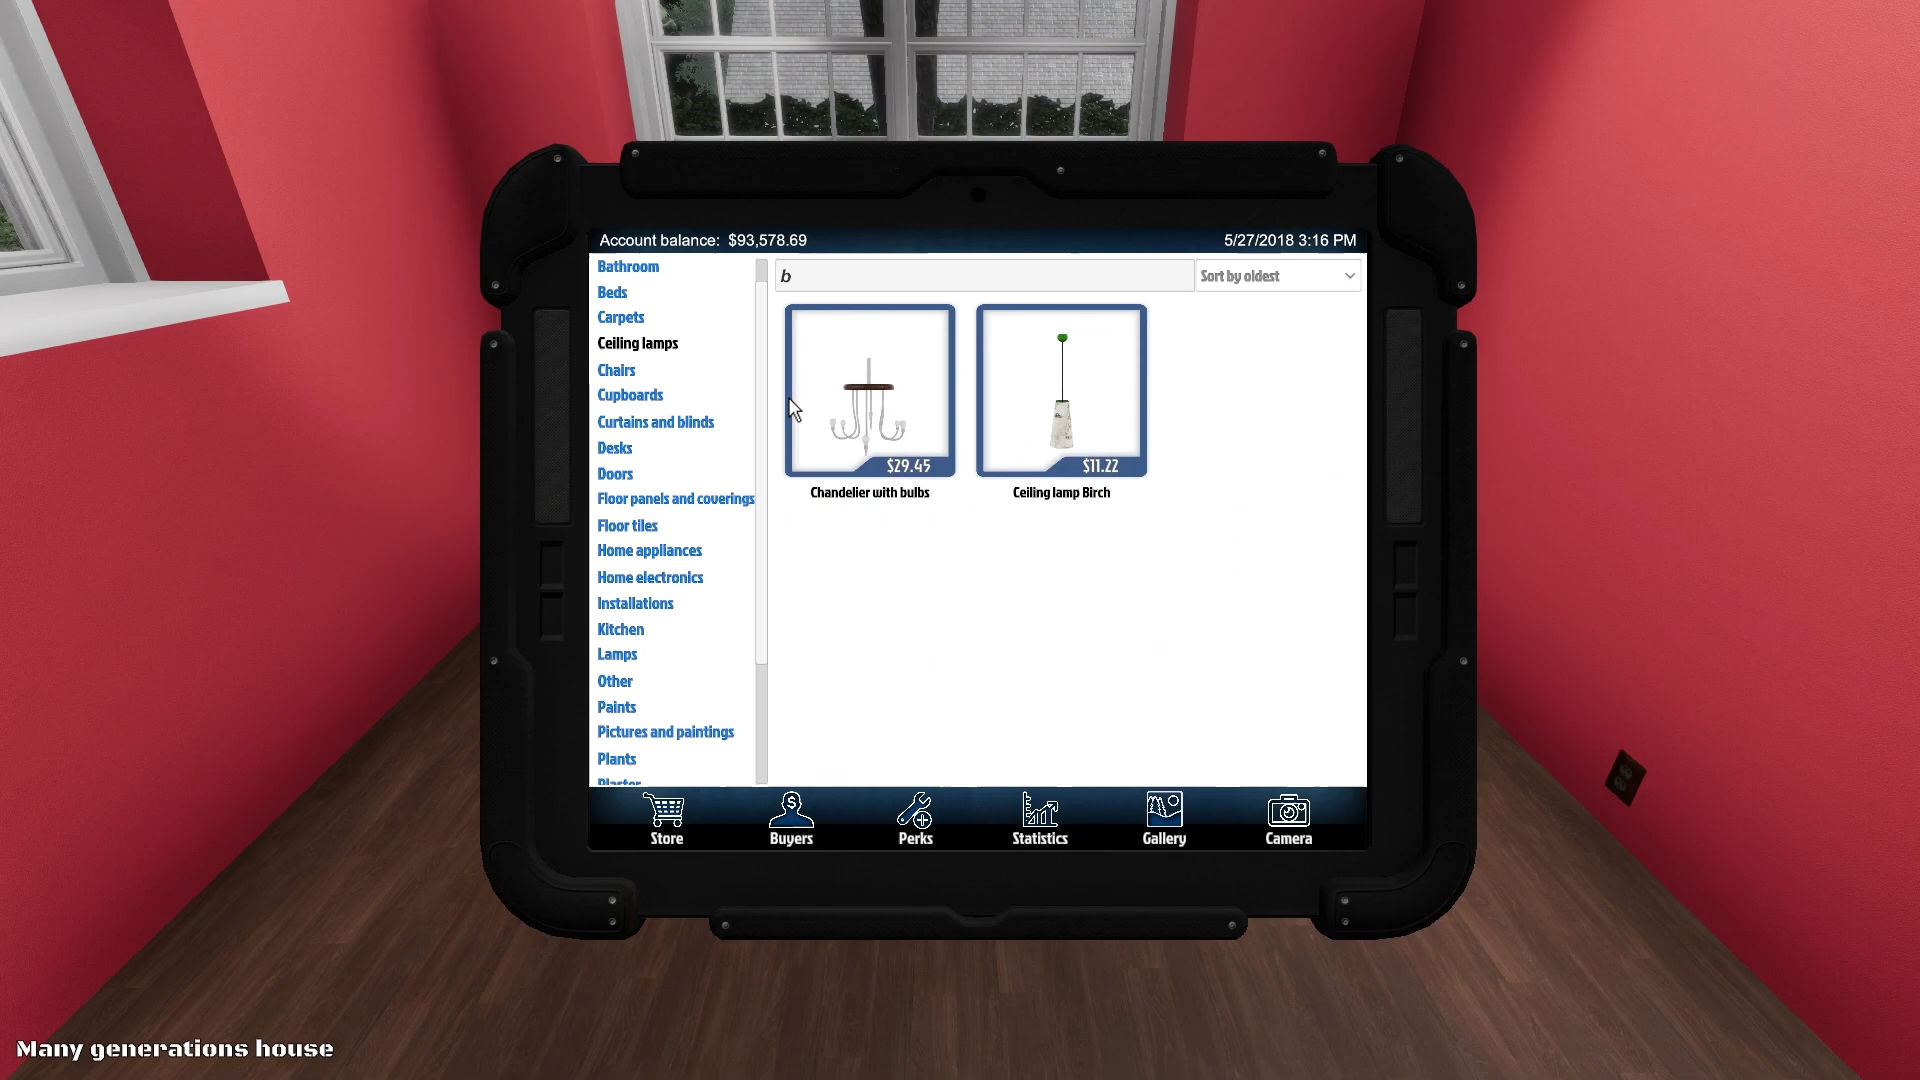 Account balance: $93,578.69
5/27/2018 3:16 PM
Bathroom
Beds
Carpets
Ceiling lamps
Chairs
Cupboards
Curtains and blinds
Desks
Doors
Floor panels and coverings
Floor tiles
Home appliances
Home electronics
Installations
Kitchen
Lamps
Other
Paints
Pictures and paintings
Plants
Plaster
b
Sort by oldest
$29.45
Chandelier with bulbs
$11.22
Ceiling lamp Birch
Store
Buyers
Perks
Statistics
Gallery
Camera
Many generations house